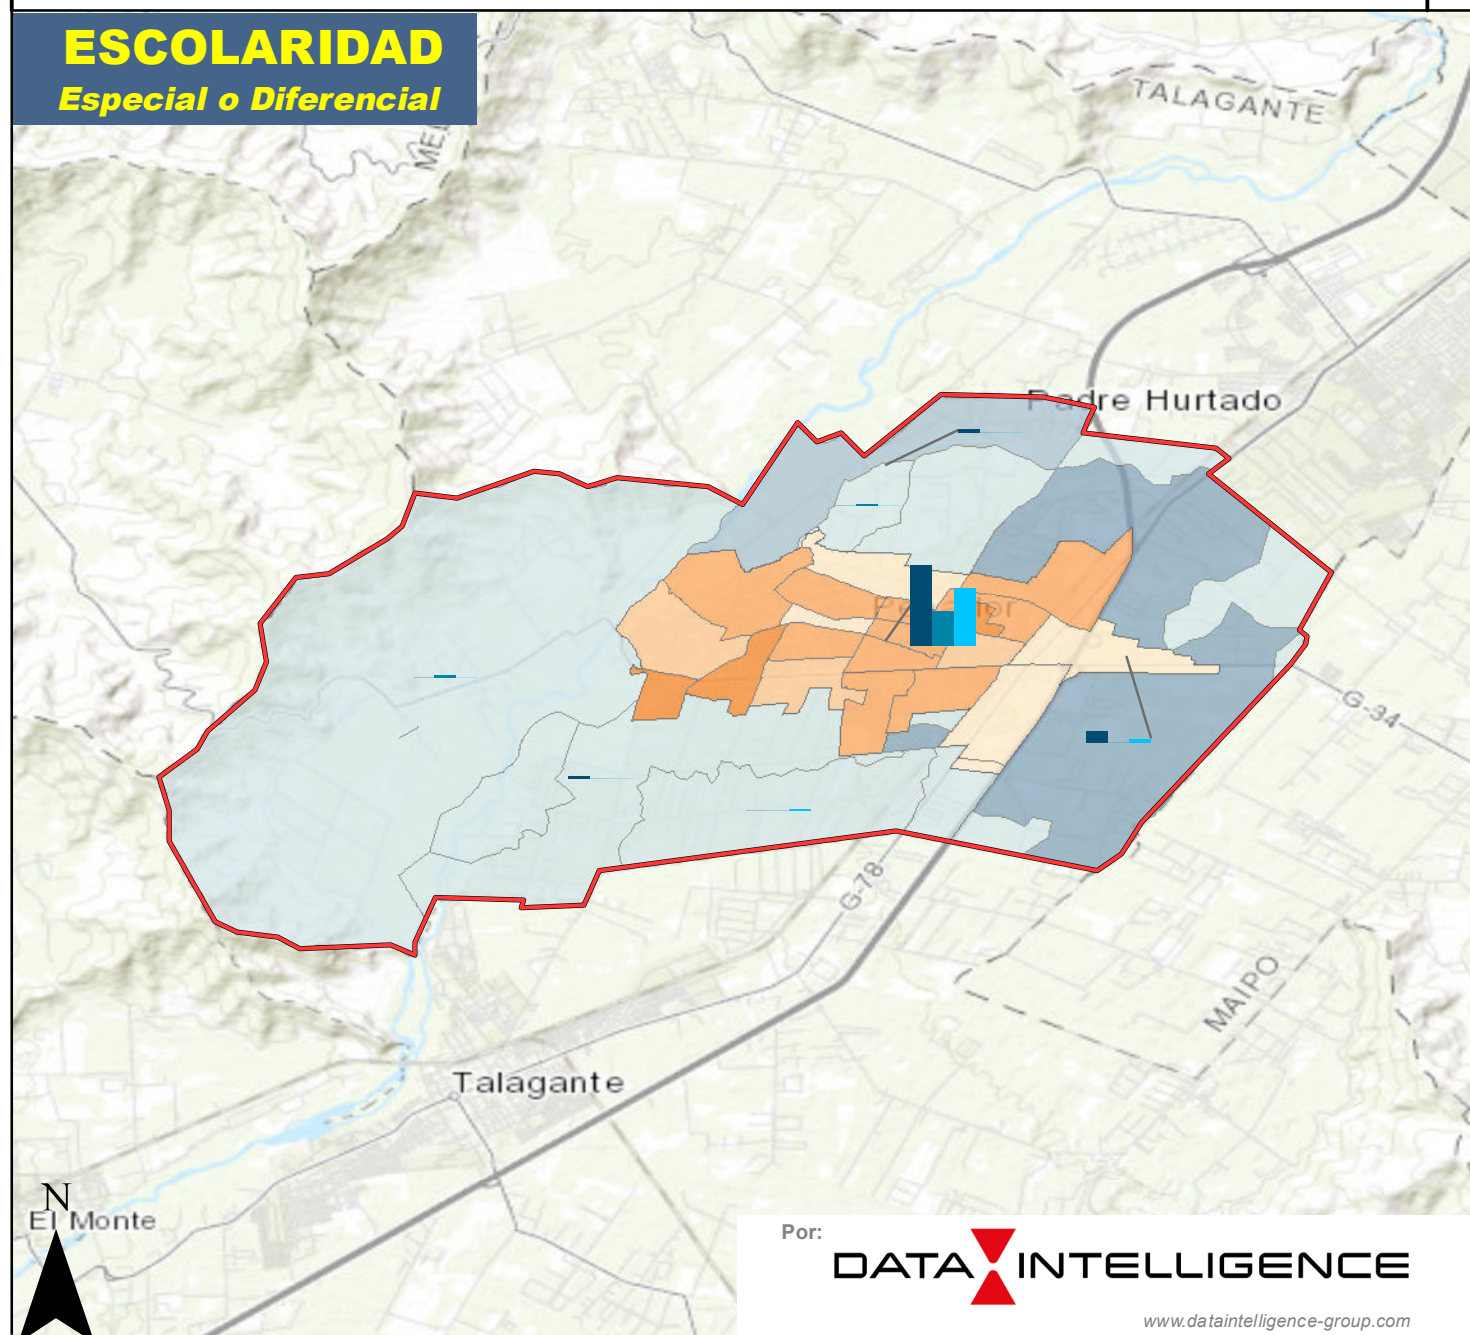 ESCOLARIDAD
Especial o Diferencial
TALAGANTE
Padre Hurtado
G-34
G-78
MAIPO
Talagante
N
El Monte
Por:
DATA INTELLIGENCE
www.dataintelligence-group.com